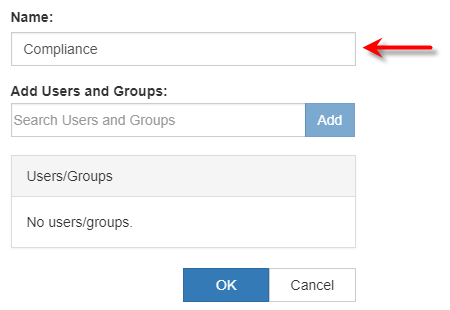 Name:
Compliance
Add Users and Groups:
Search Users and Groups Add
Users/Groups
No users/groups.
OK Cancel